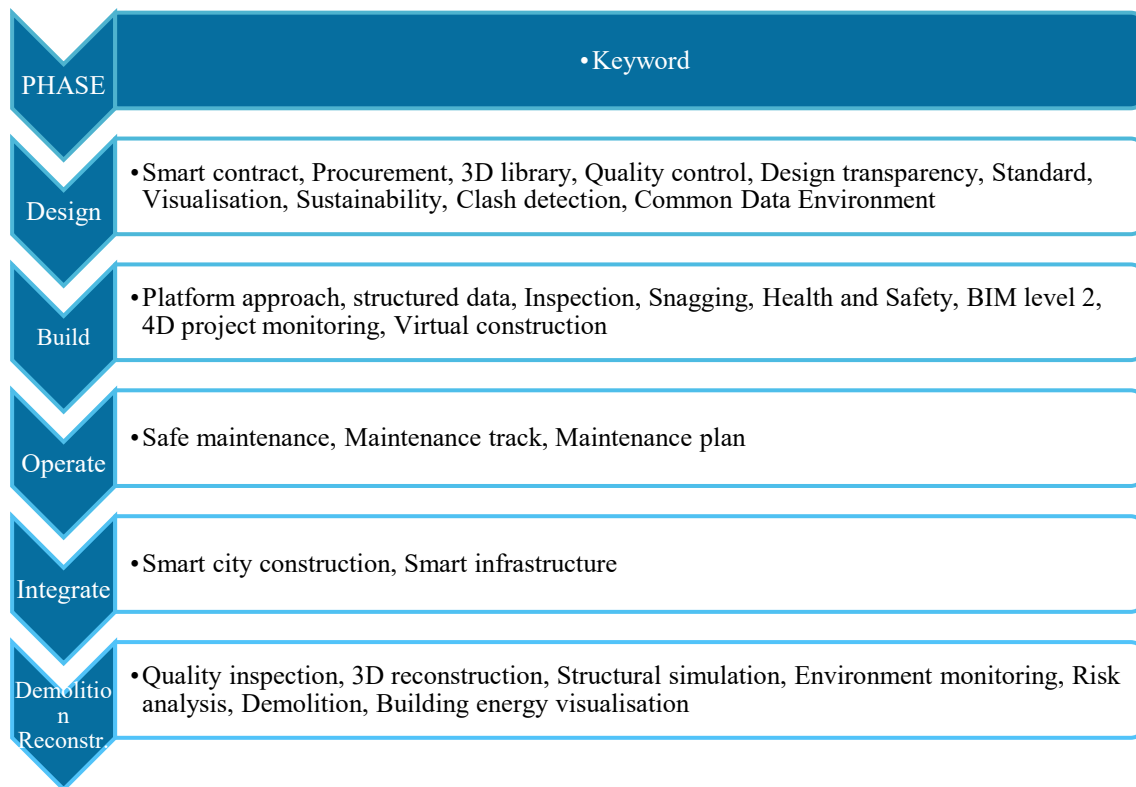 PHASE
•Keyword
Design
•Smart contract, Procurement, 3D library, Quality control, Design transparency, Standard,
Visualisation, Sustainability, Clash detection, Common Data Environment
Build
•Platform approach, structured data, Inspection, Snagging, Health and Safety, BIM level 2,
4D project monitoring, Virtual construction
Operate
•Safe maintenance, Maintenance track, Maintenance plan
Integrate
•Smart city construction, Smart infrastructure
Demolitio
n
Reconstr.
•Quality inspection, 3D reconstruction, Structural simulation, Environment monitoring, Risk
analysis, Demolition, Building energy visualisation